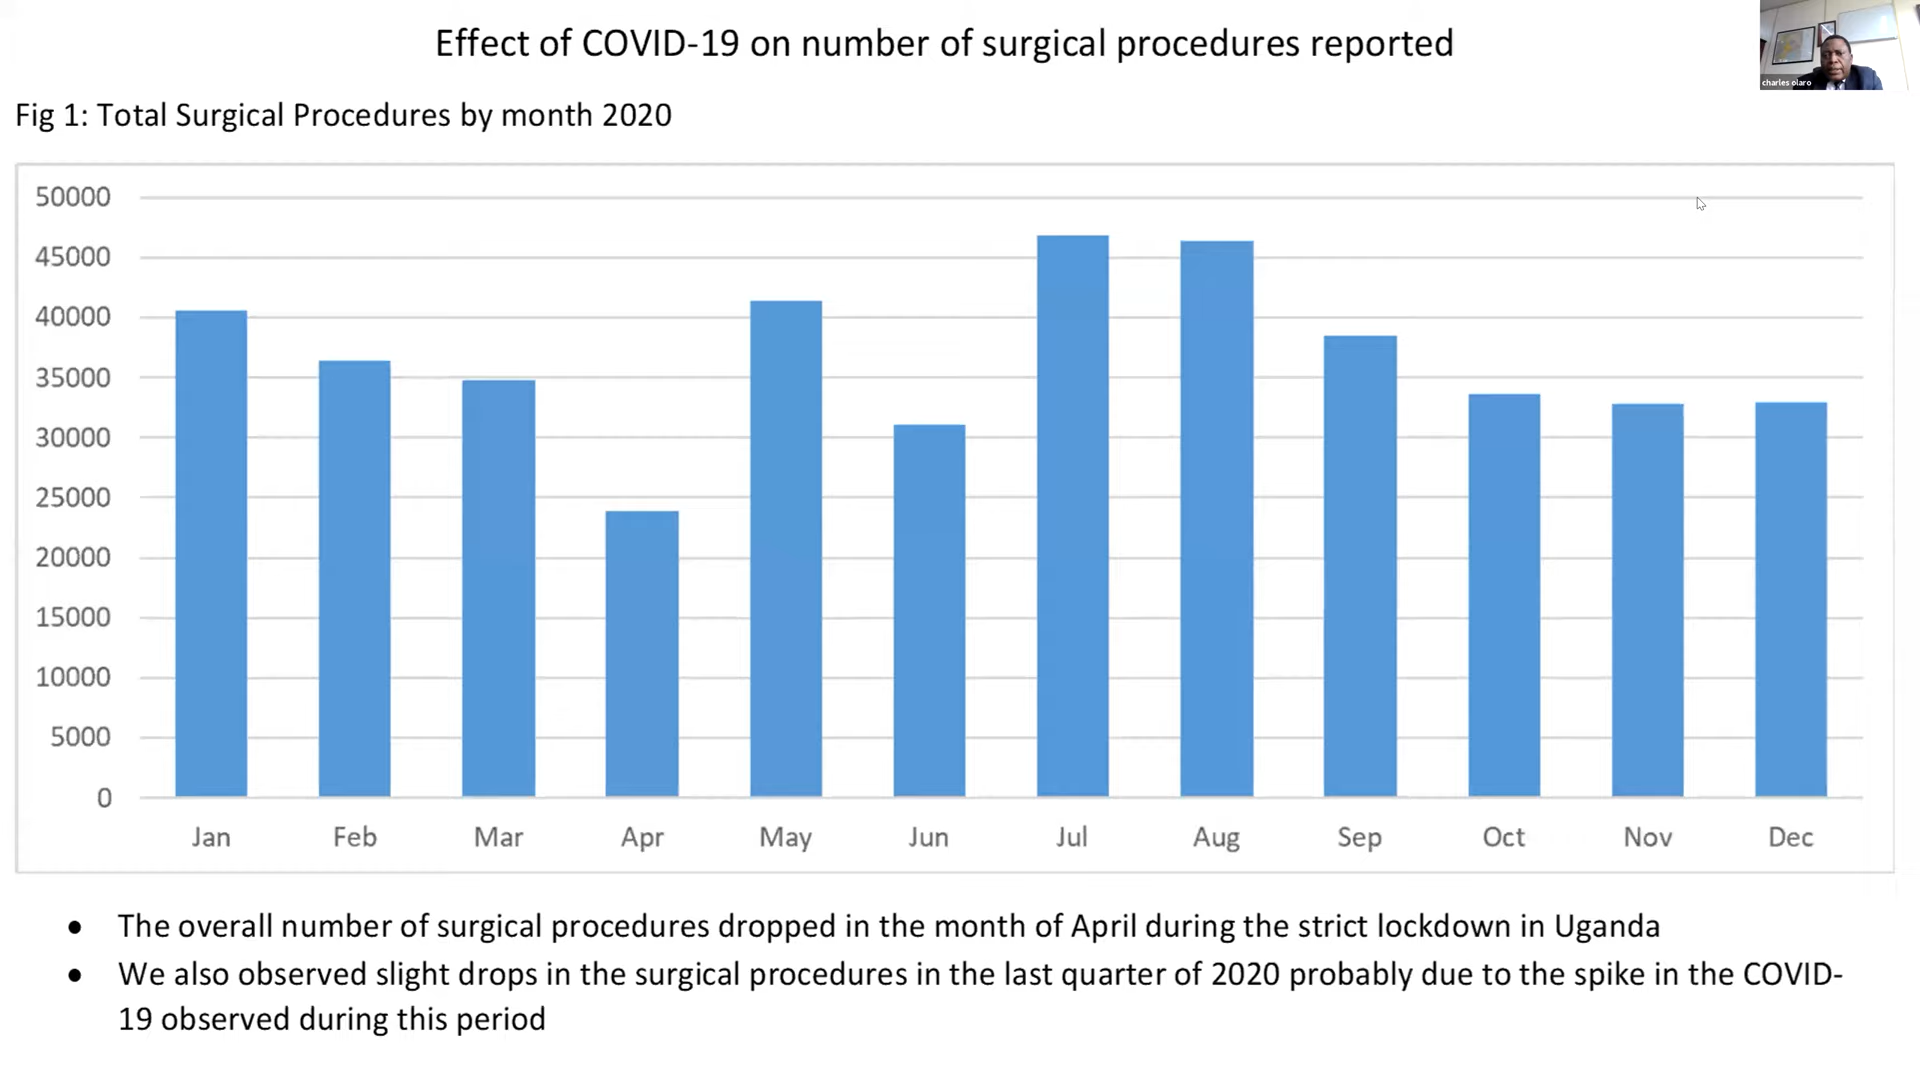 Effect of COVID-19 on number of surgical procedures reported
charles olaro
Fig 1: Total Surgical Procedures by month 2020
50000
45000
40000
35000
30000
25000
20000
15000
10000
5000
0
Jan Feb Mar Apr May Jun Jul Aug Sep Oct Nov Dec
• The overall number of surgical procedures dropped in the month of April during the strict lockdown in Uganda
• We also observed slight drops in the surgical procedures in the last quarter of 2020 probably due to the spike in the COVID-
19 observed during this period